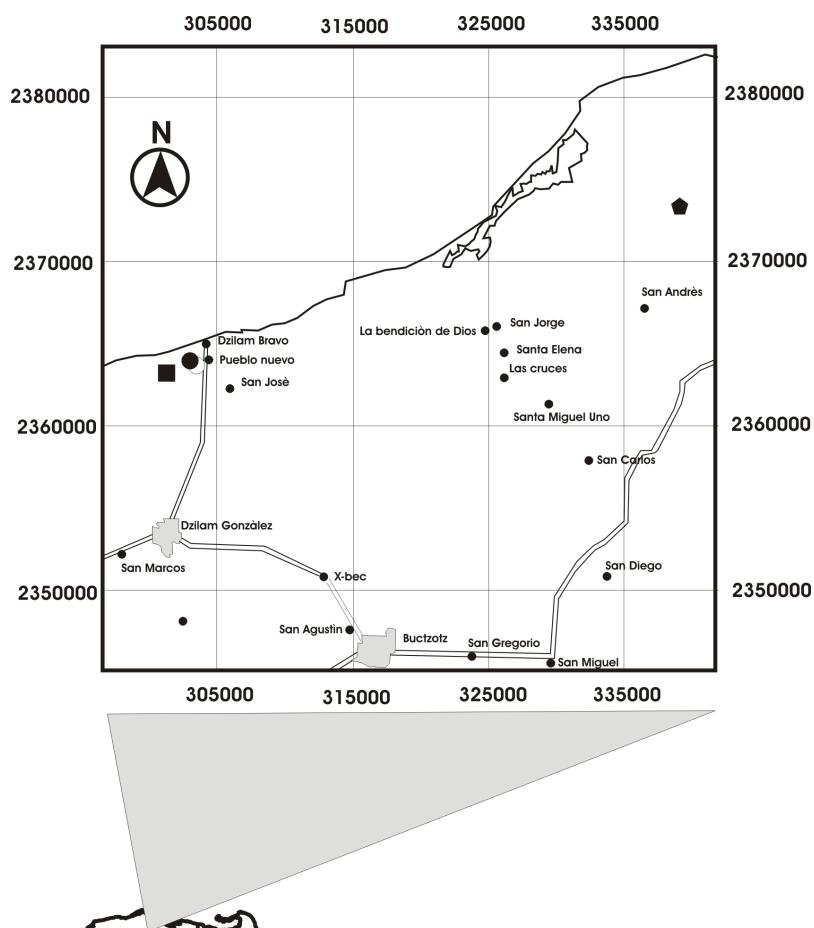 305000 315000 325000 335000
2380000 2380000
N
2370000 2370000
San Andrès
San Jorge
La bendiciòn de Dios
Dzilam Bravo
Santa Elena
Pueblo nuevo
Las cruces
San Josè
Santa Miguel Uno
2360000 2360000
San Carlos
Dzilam Gonzàlez
San Marcos
San Diego
X-bec
2350000 2350000
San Agustìn
Buctzotz
San Gregorio
San Miguel
305000 315000 325000 335000